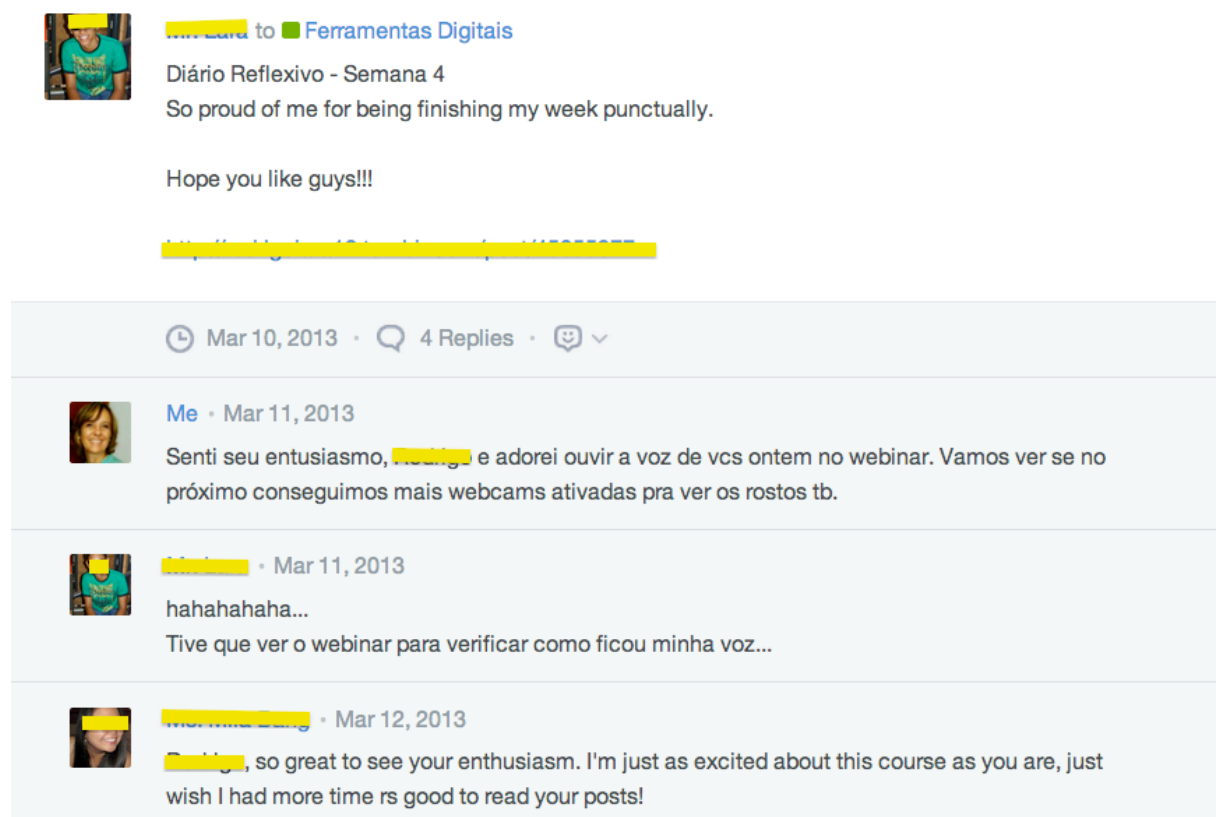 to Ferramentas Digitais
Diário Reflexivo - Semana 4
So proud of me for being finishing my week punctually.
Hope you like guys!!!
Mar 10, 2013 · 4 Replies ·
Me · Mar 11, 2013
Senti seu entusiasmo, e adorei ouvir a voz de vcs ontem no webinar. Vamos ver se no
próximo conseguimos mais webcams ativadas pra ver os rostos tb.
· Mar 11, 2013
hahahahaha...
Tive que ver o webinar para verificar como ficou minha voz...
· Mar 12, 2013
, so great to see your enthusiasm. I'm just as excited about this course as you are, just
wish I had more time rs good to read your posts!